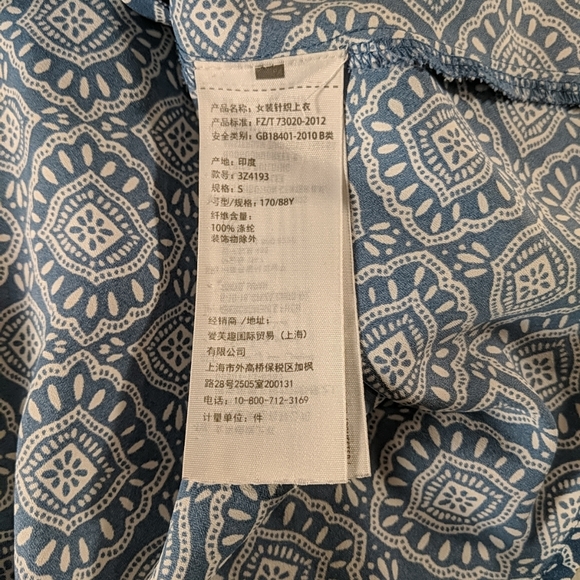 产品名称：女装针织上衣
产品标准：FZ/T 73020-2012
安全类别：GB18401-2010 B类
产地：印度
款号：3Z4193
规格：S
号型/规格：170/88Y
纤维含量：
100% 涤纶
装饰物除外
经销商 /地址：
爱芙趣国际贸易（上海）
有限公司
上海市外高桥保税区加枫
路28号2505室200131
电话：10-800-712-3169
计量单位：件